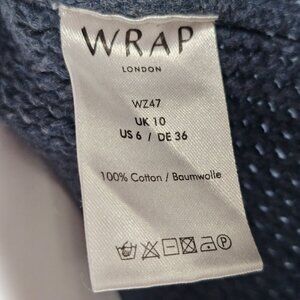 WRAP
LONDON
WZ47
UK 10
US 6 / DE 36
100% Cotton / Baumwolle